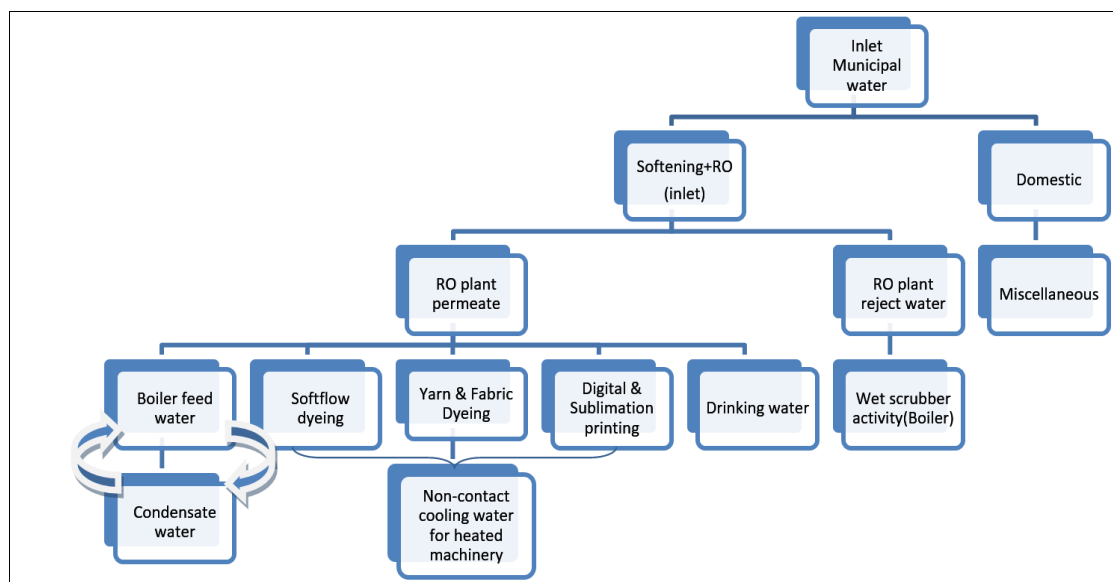 Inlet
Municipal
water
Softening+RO
(inlet)
Domestic
RO plant
permeate
RO plant
reject water
Miscellaneous
Boiler feed
water
Softflow
dyeing
Yarn & Fabric
Dyeing
Digital &
Sublimation
printing
Drinking water
Wet scrubber
activity(Boiler)
Condensate
water
Non-contact
cooling water
for heated
machinery